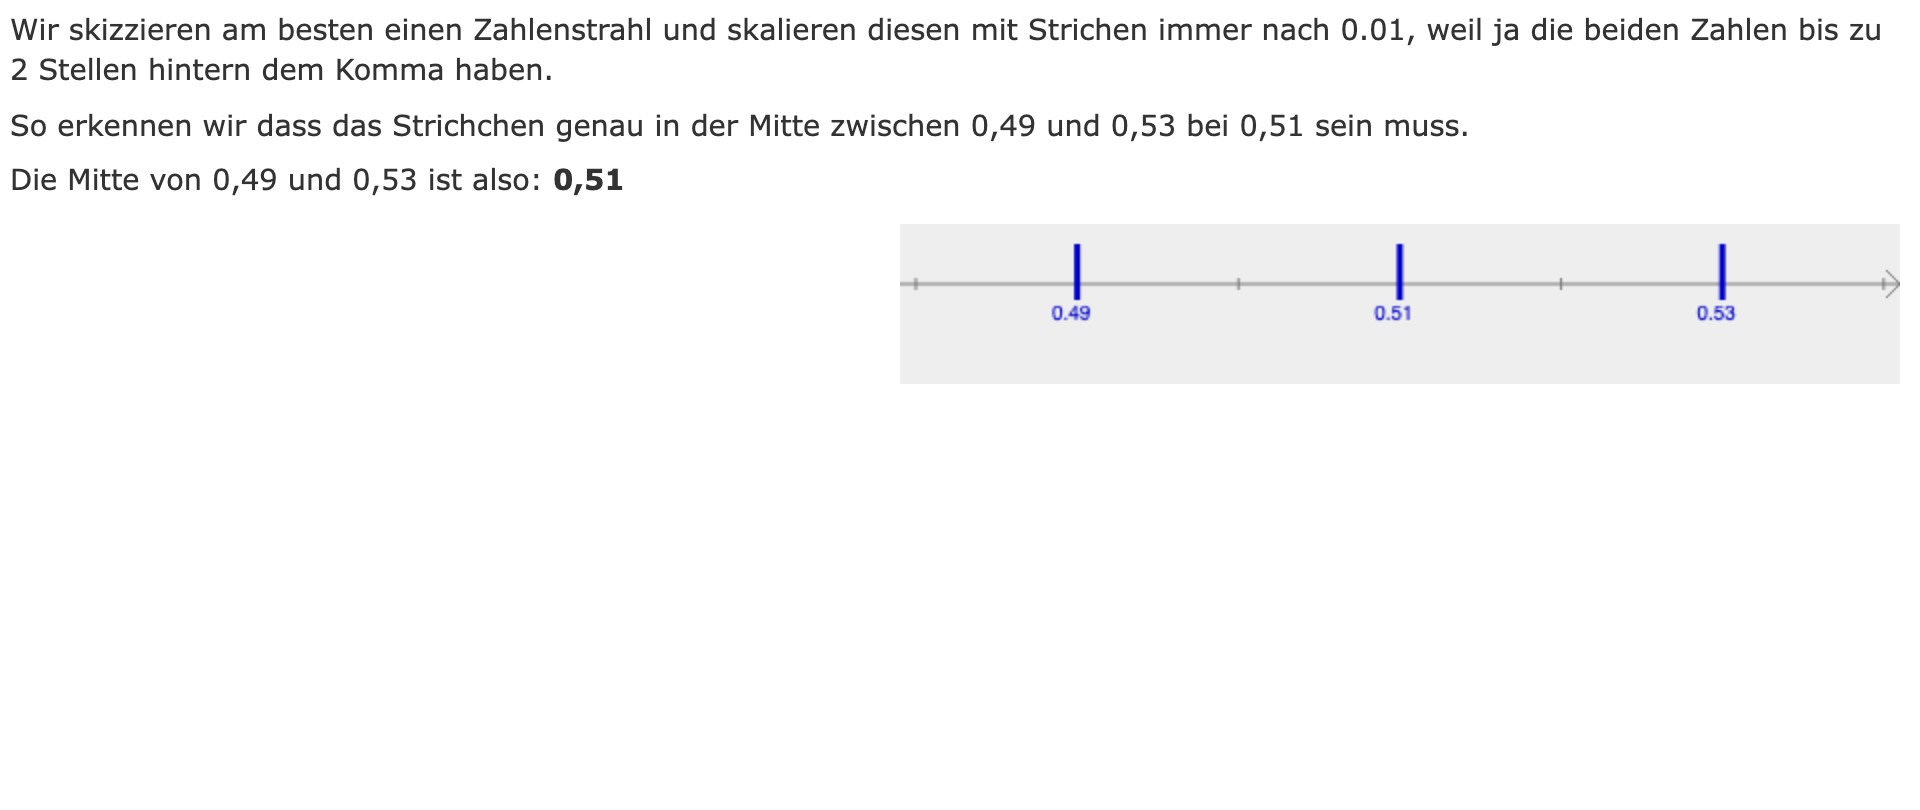 Wir skizzieren am besten einen Zahlenstrahl und skalieren diesen mit Strichen immer nach 0.01, weil ja die beiden Zahlen bis zu
2 Stellen hintern dem Komma haben.
So erkennen wir dass das Strichchen genau in der Mitte zwischen 0,49 und 0,53 bei 0,51 sein muss.
Die Mitte von 0,49 und 0,53 ist also: 0,51
0.49 0.51 0.53